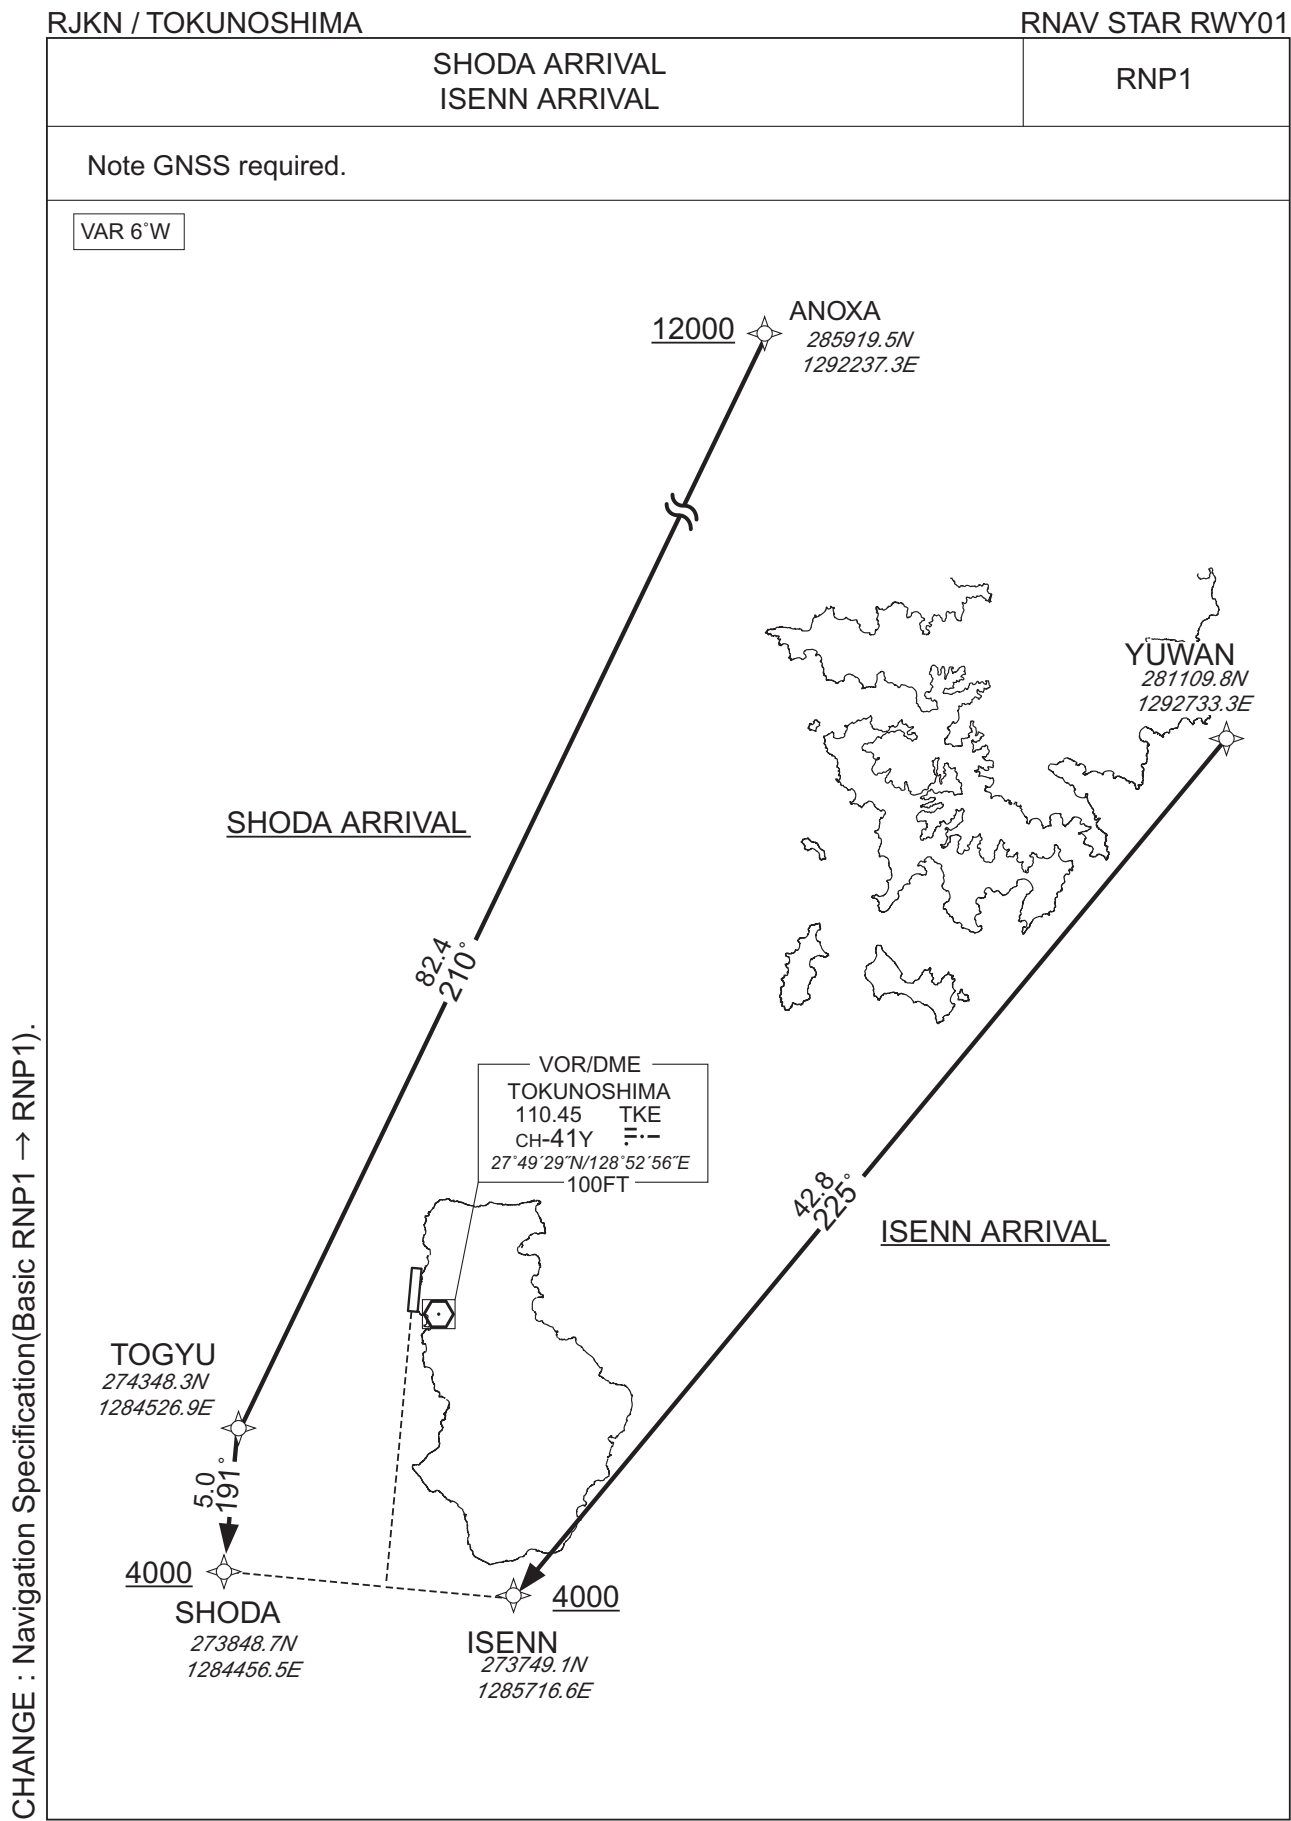 RJKN / TOKUNOSHIMA
RNAV STAR RWY01
SHODA ARRIVAL
ISENN ARRIVAL
RNP1
Note GNSS required.
VAR 6˚W
ANOXA
12000
285919.5N
1292237.3E
YUWAN
281109.8N
1292733.3E
SHODA ARRIVAL
82.4
210˚
VOR/DME
TOKUNOSHIMA
110.45 TKE
CH-41Y
27˚49´29˝N/128˚52´56˝E
100FT
42.8
225˚
ISENN ARRIVAL
TOGYU
274348.3N
1284526.9E
5.0
191˚
4000
SHODA
273848.7N
1284456.5E
4000
ISENN
273749.1N
1285716.6E
CHANGE : Navigation Specification(Basic RNP1 → RNP1).